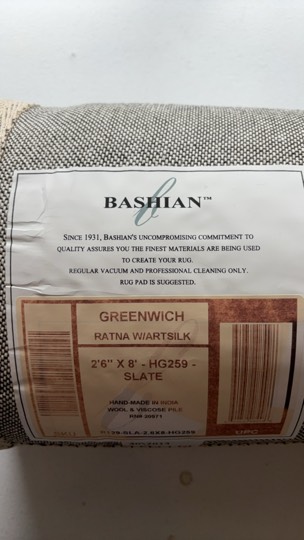 BASHIAN™
SINCE 1931, BASHIAN'S UNCOMPROMISING COMMITMENT TO
QUALITY ASSURES YOU THE FINEST MATERIALS ARE BEING USED
TO CREATE YOUR RUG.
REGULAR VACUUM AND PROFESSIONAL CLEANING ONLY.
RUG PAD IS SUGGESTED.
GREENWICH
RATNA W/ARTSILK
2'6" X 8' - HG259 -
SLATE
HAND-MADE IN INDIA
WOOL & VISCOSE PILE